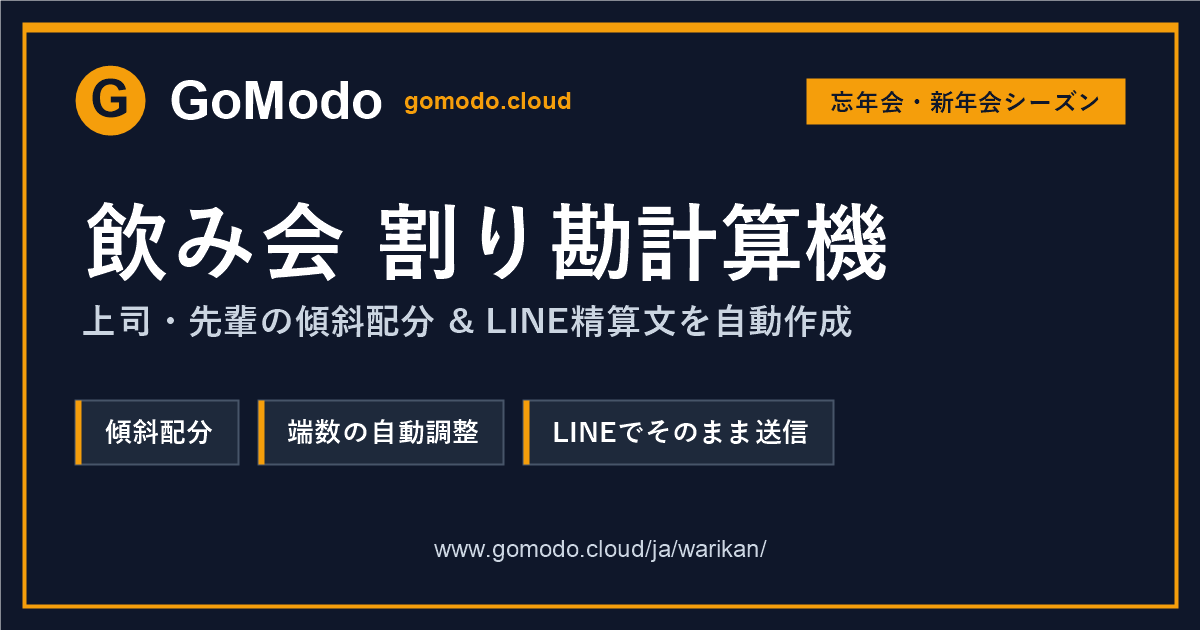 G GoModo gomodo.cloud
忘年会・新年会シーズン
飲み会 割り勘計算機
上司・先輩の傾斜配分 & LINE精算文を自動作成
傾斜配分
端数の自動調整
LINEでそのまま送信
www.gomodo.cloud/ja/warikan/